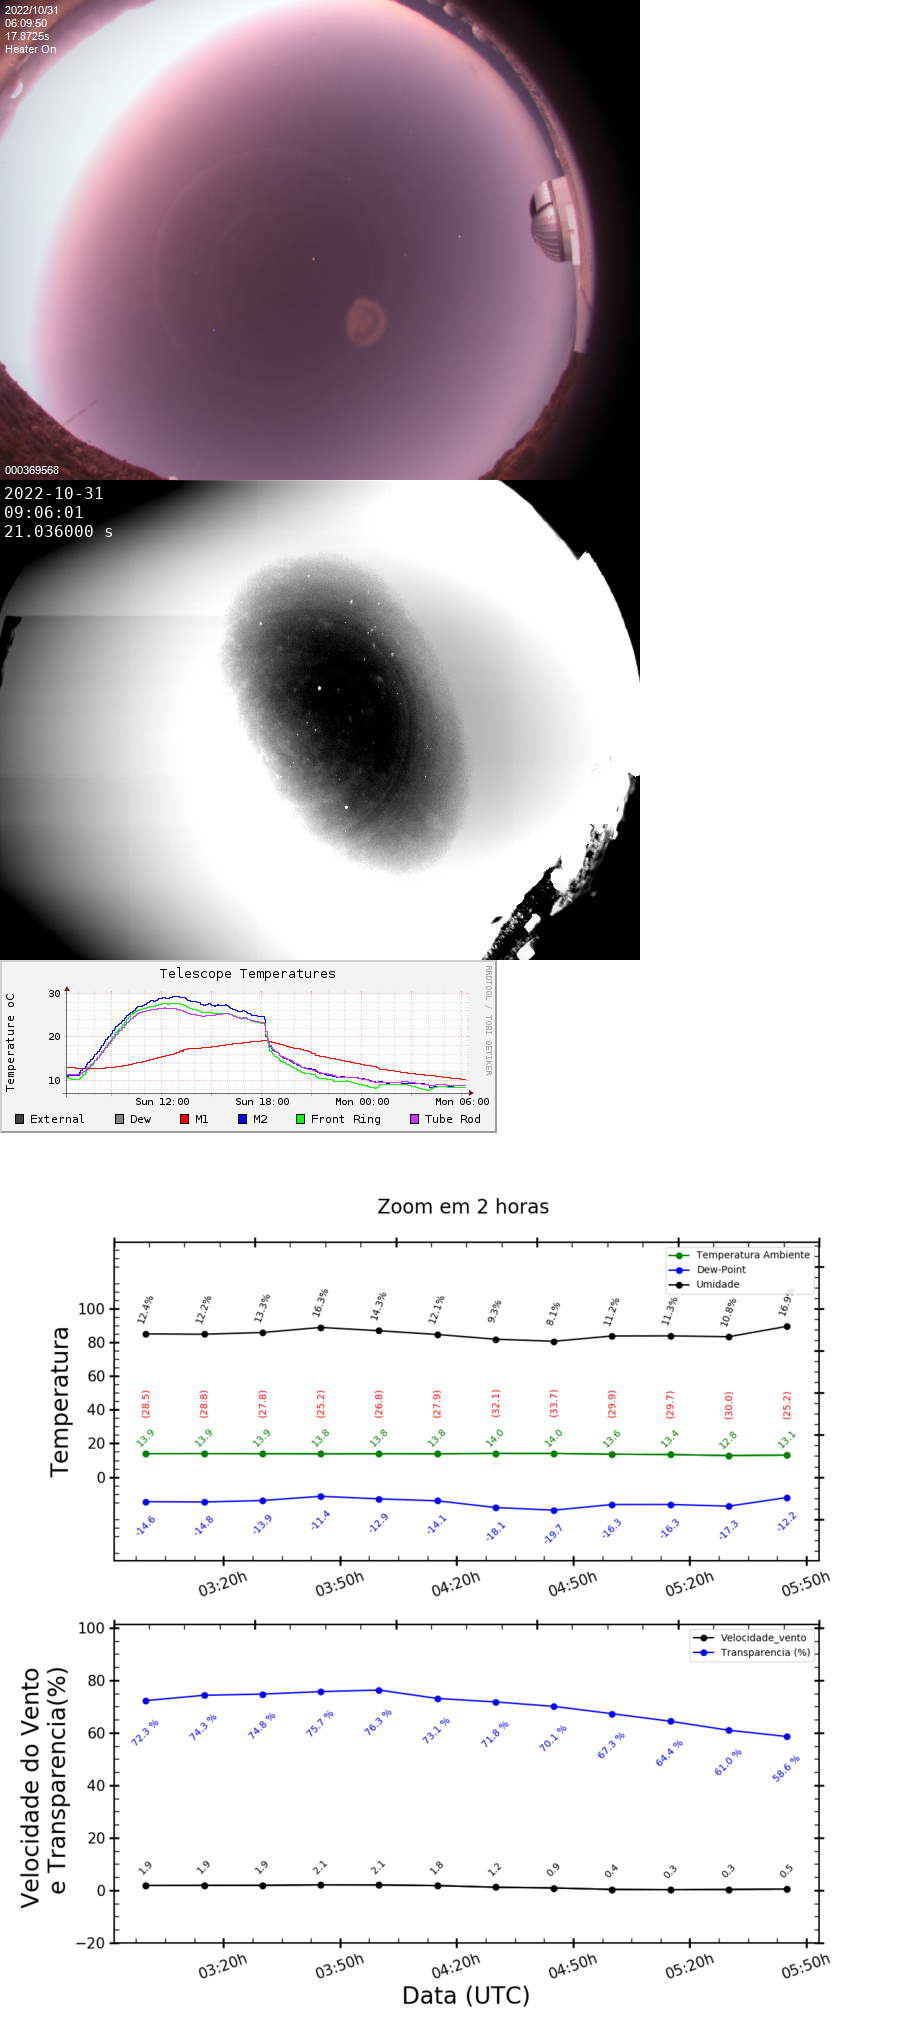 2022/10/31
06:09:50
17.8725s
Heater On
000369568
2022-10-31
09:06:01
21.036000 s
Telescope Temperatures
RRDTOOL / TOBI OETIKER
Temperature oC
30
20
10
Sun 12:00 Sun 18:00 Mon 00:00 Mon 06:00
External Dew M1 M2 Front Ring Tube Rod
Zoom em 2 horas
Temperatura
Temperatura Ambiente
Dew-Point
Umidade
100
80
60
40
20
0
12.4% 12.2% 13.3% 16.3% 14.3% 12.1% 9.3% 8.1% 11.2% 11.3% 10.8% 16.9%
(28.5) (28.8) (27.8) (25.2) (26.8) (27.9) (32.1) (33.7) (29.9) (29.7) (30.0) (25.2)
13.9 13.9 13.9 13.8 13.8 13.8 14.0 14.0 13.6 13.4 12.8 13.1
-14.6 -14.8 -13.9 -11.4 -12.9 -14.1 -18.1 -19.7 -16.3 -16.3 -17.3 -12.2
03:20h 03:50h 04:20h 04:50h 05:20h 05:50h
Velocidade do Vento
e Transparencia(%)
Velocidade_vento
Transparencia (%)
100
80
60
40
20
0
−20
72.3 % 74.3 % 74.8 % 75.7 % 76.3 % 73.1 % 71.8 % 70.1 % 67.3 % 64.4 % 61.0 % 58.6 %
1.9 1.9 1.9 2.1 2.1 1.8 1.2 0.9 0.4 0.3 0.3 0.5
03:20h 03:50h 04:20h 04:50h 05:20h 05:50h
Data (UTC)